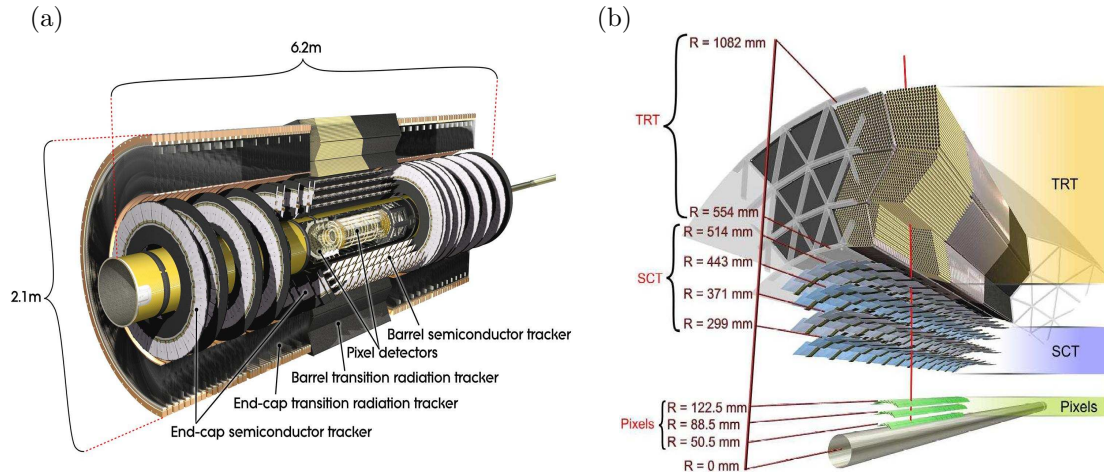 (a)
6.2m
2.1m
Barrel semiconductor tracker
Pixel detectors
Barrel transition radiation tracker
End-cap transition radiation tracker
End-cap semiconductor tracker
(b)
R = 1082 mm
TRT
TRT
R = 554 mm
R = 514 mm
R = 443 mm
SCT
R = 371 mm
R = 299 mm
SCT
R = 122.5 mm
Pixels
Pixels
R = 88.5 mm
R = 50.5 mm
R = 0 mm